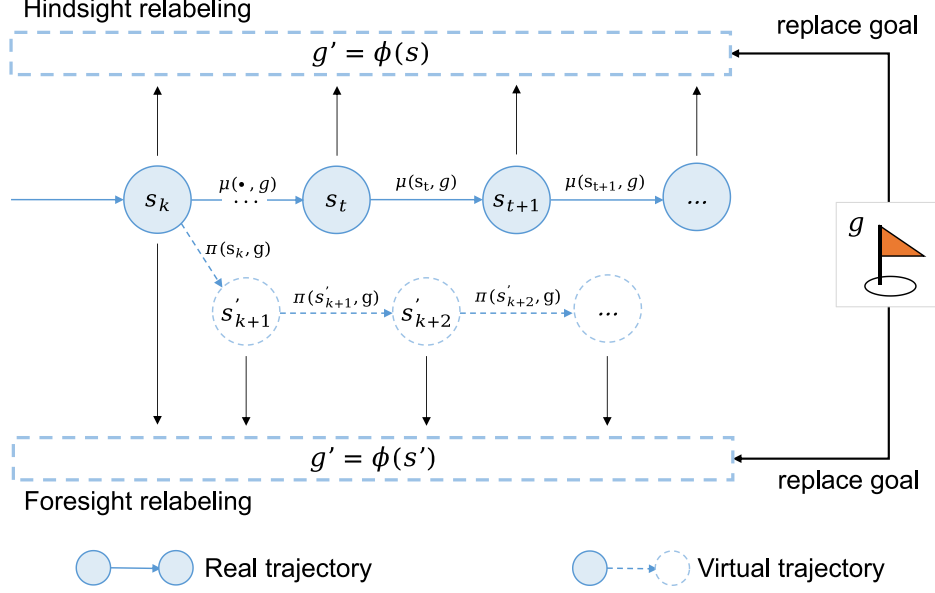 Hindsight relabeling
replace goal
g' = ϕ(s)
μ(•, g)
μ(sₜ, g)
μ(sₜ₊₁, g)
sₖ
...
sₜ
sₜ₊₁
...
g
π(sₖ, g)
π(s'ₖ₊₁, g)
π(s'ₖ₊₂, g)
s'ₖ₊₁
s'ₖ₊₂
...
g' = ϕ(s')
replace goal
Foresight relabeling
Real trajectory
Virtual trajectory